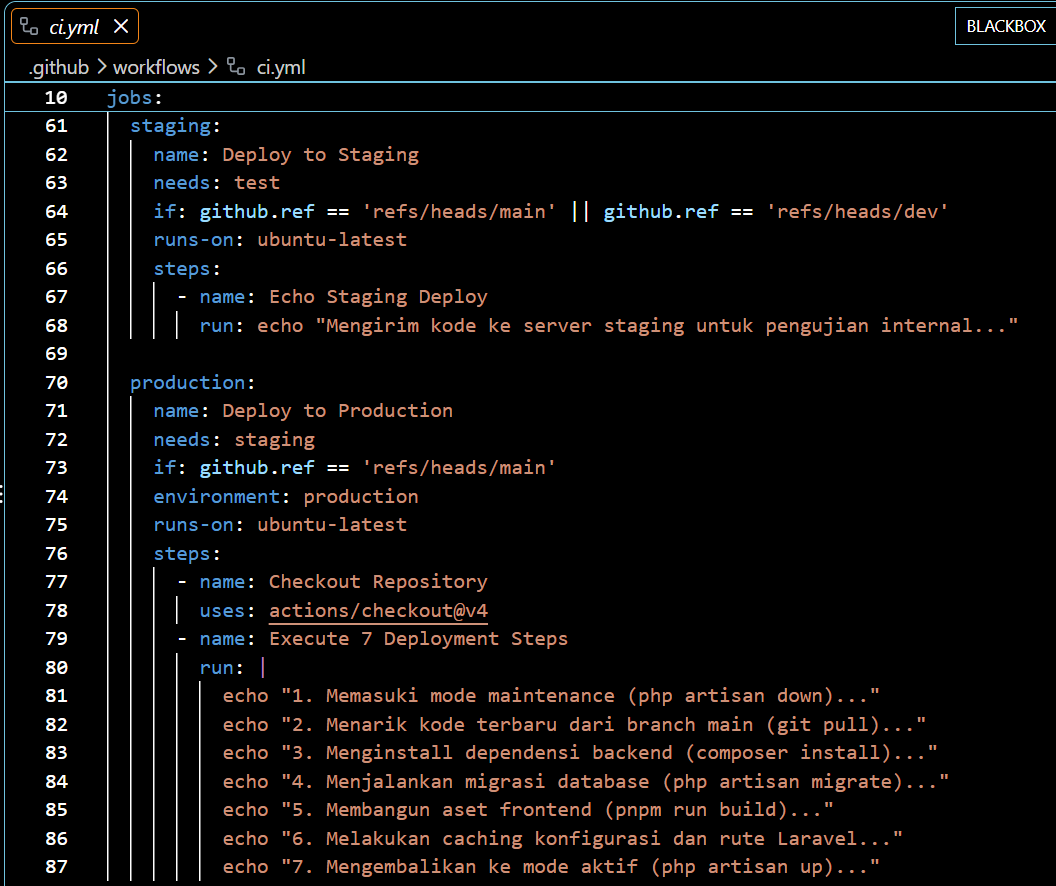 ci.yml
BLACKBOX
.github > workflows > ci.yml
10 jobs:
61 staging:
62 name: Deploy to Staging
63 needs: test
64 if: github.ref == 'refs/heads/main' || github.ref == 'refs/heads/dev'
65 runs-on: ubuntu-latest
66 steps:
67 - name: Echo Staging Deploy
68 run: echo "Mengirim kode ke server staging untuk pengujian internal..."
69
70 production:
71 name: Deploy to Production
72 needs: staging
73 if: github.ref == 'refs/heads/main'
74 environment: production
75 runs-on: ubuntu-latest
76 steps:
77 - name: Checkout Repository
78 uses: actions/checkout@v4
79 - name: Execute 7 Deployment Steps
80 run: |
81 echo "1. Memasuki mode maintenance (php artisan down)..."
82 echo "2. Menarik kode terbaru dari branch main (git pull)..."
83 echo "3. Menginstall dependensi backend (composer install)..."
84 echo "4. Menjalankan migrasi database (php artisan migrate)..."
85 echo "5. Membangun aset frontend (pnpm run build)..."
86 echo "6. Melakukan caching konfigurasi dan rute Laravel..."
87 echo "7. Mengembalikan ke mode aktif (php artisan up)..."